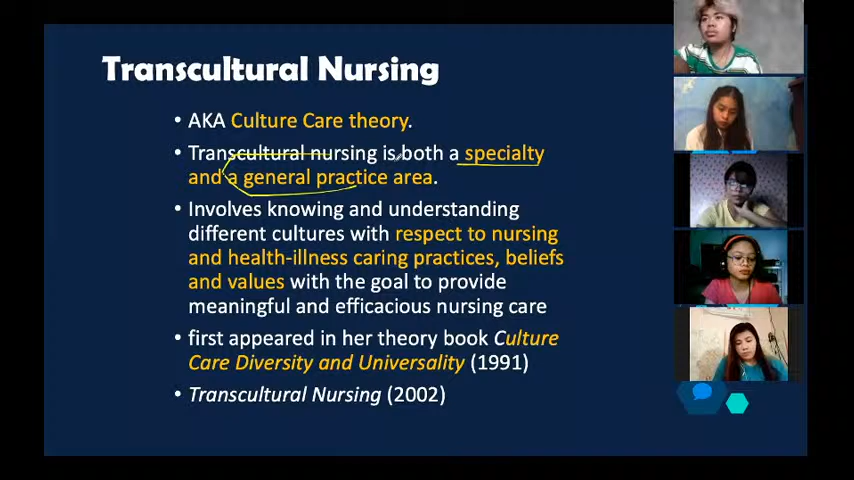 Transcultural Nursing
• AKA Culture Care theory.
• Transcultural nursing is both a specialty
and a general practice area.
• Involves knowing and understanding
different cultures with respect to nursing
and health-illness caring practices, beliefs
and values with the goal to provide
meaningful and efficacious nursing care
• first appeared in her theory book Culture
Care Diversity and Universality (1991)
• Transcultural Nursing (2002)